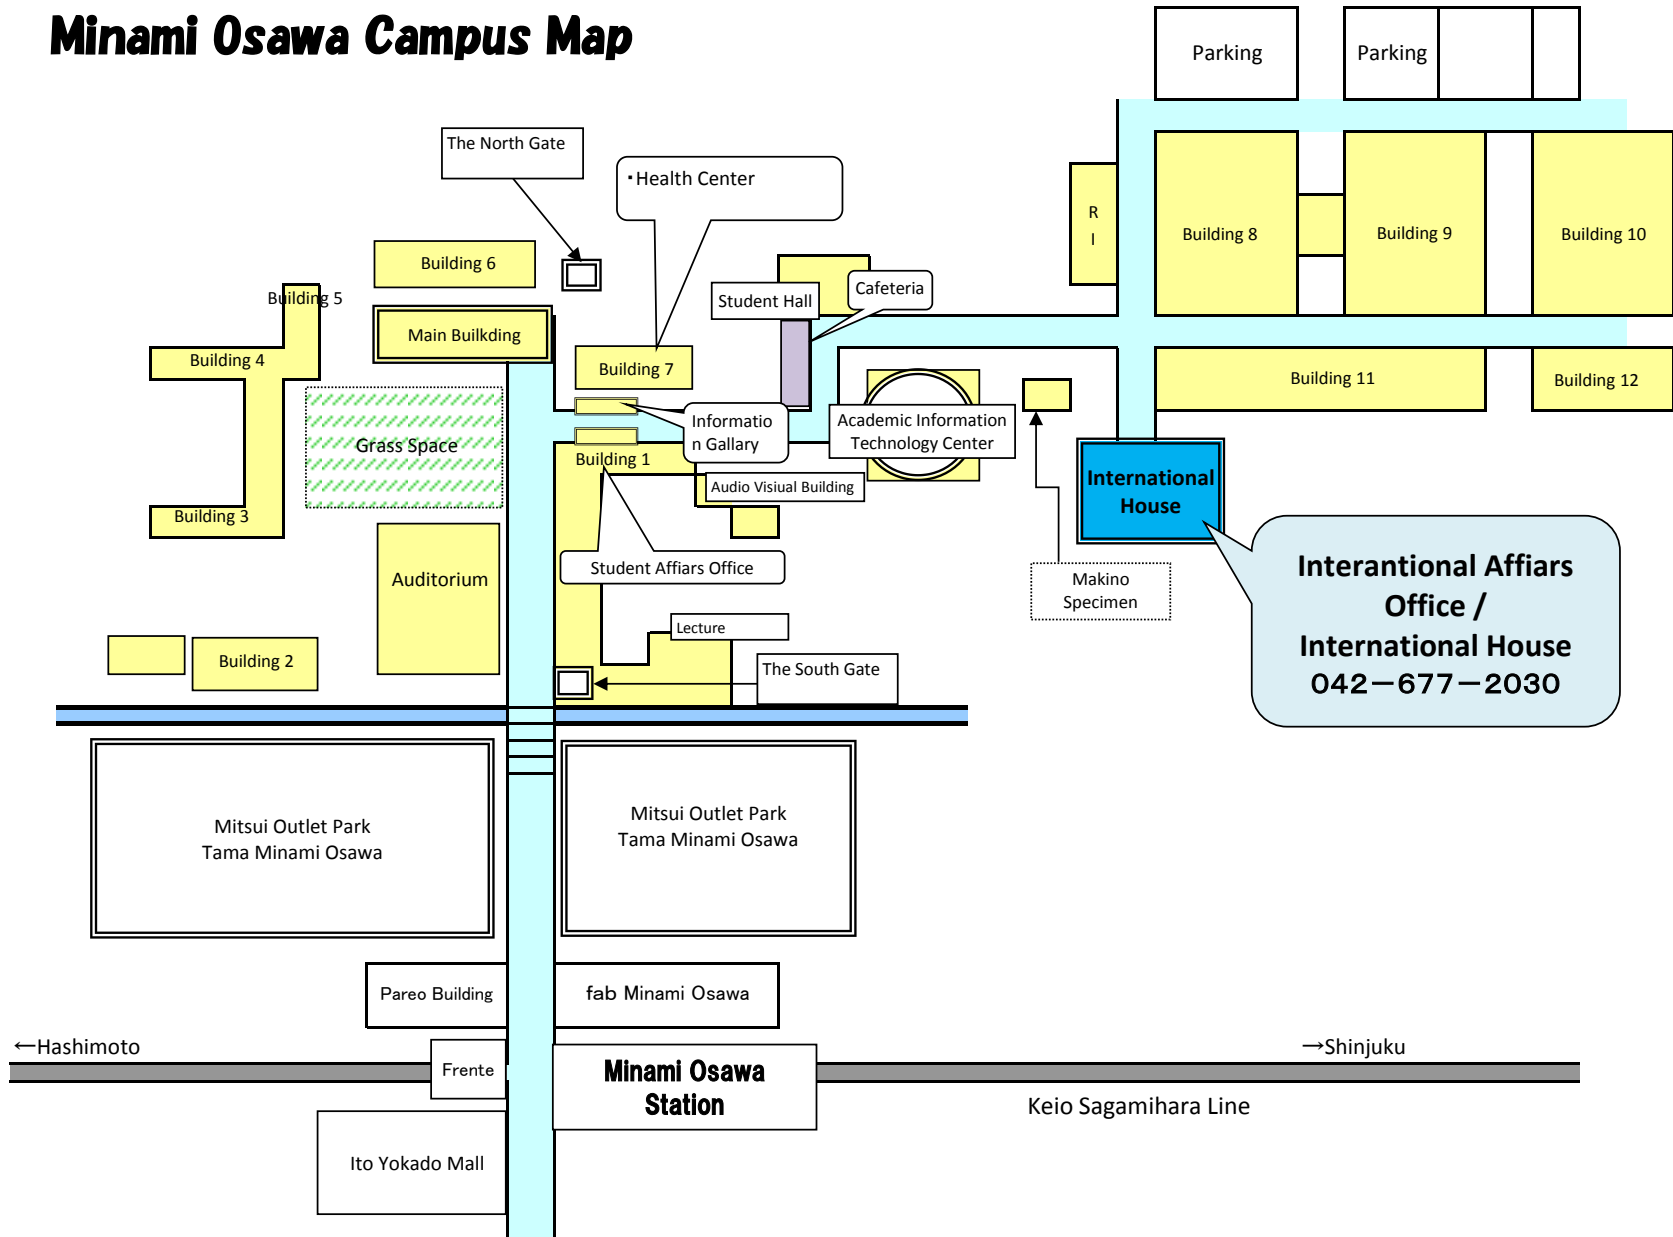 Minami Osawa Campus Map
Parking
Parking
The North Gate
・Health Center
R
I
Building 8
Building 9
Building 10
Building 6
Building 5
Student Hall
Cafeteria
Main Builkding
Building 4
Building 7
Building 11
Building 12
Grass Space
Informatio
n Gallary
Academic Information
Technology Center
Building 1
Audio Visiual Building
International
House
Building 3
Student Affiars Office
Auditorium
Makino
Specimen
Interantional Affiars
Office /
International House
042－677－2030
Lecture
Building 2
The South Gate
Mitsui Outlet Park
Tama Minami Osawa
Mitsui Outlet Park
Tama Minami Osawa
Pareo Building
fab Minami Osawa
←Hashimoto
→Shinjuku
Frente
Minami Osawa
Station
Keio Sagamihara Line
Ito Yokado Mall